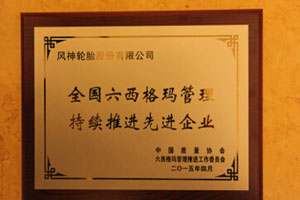 风神轮胎股份有限公司
全国六西格玛管理
持续推进先进企业
中国质量协会
六西格玛管理推进工作委员会
二〇一五年四月